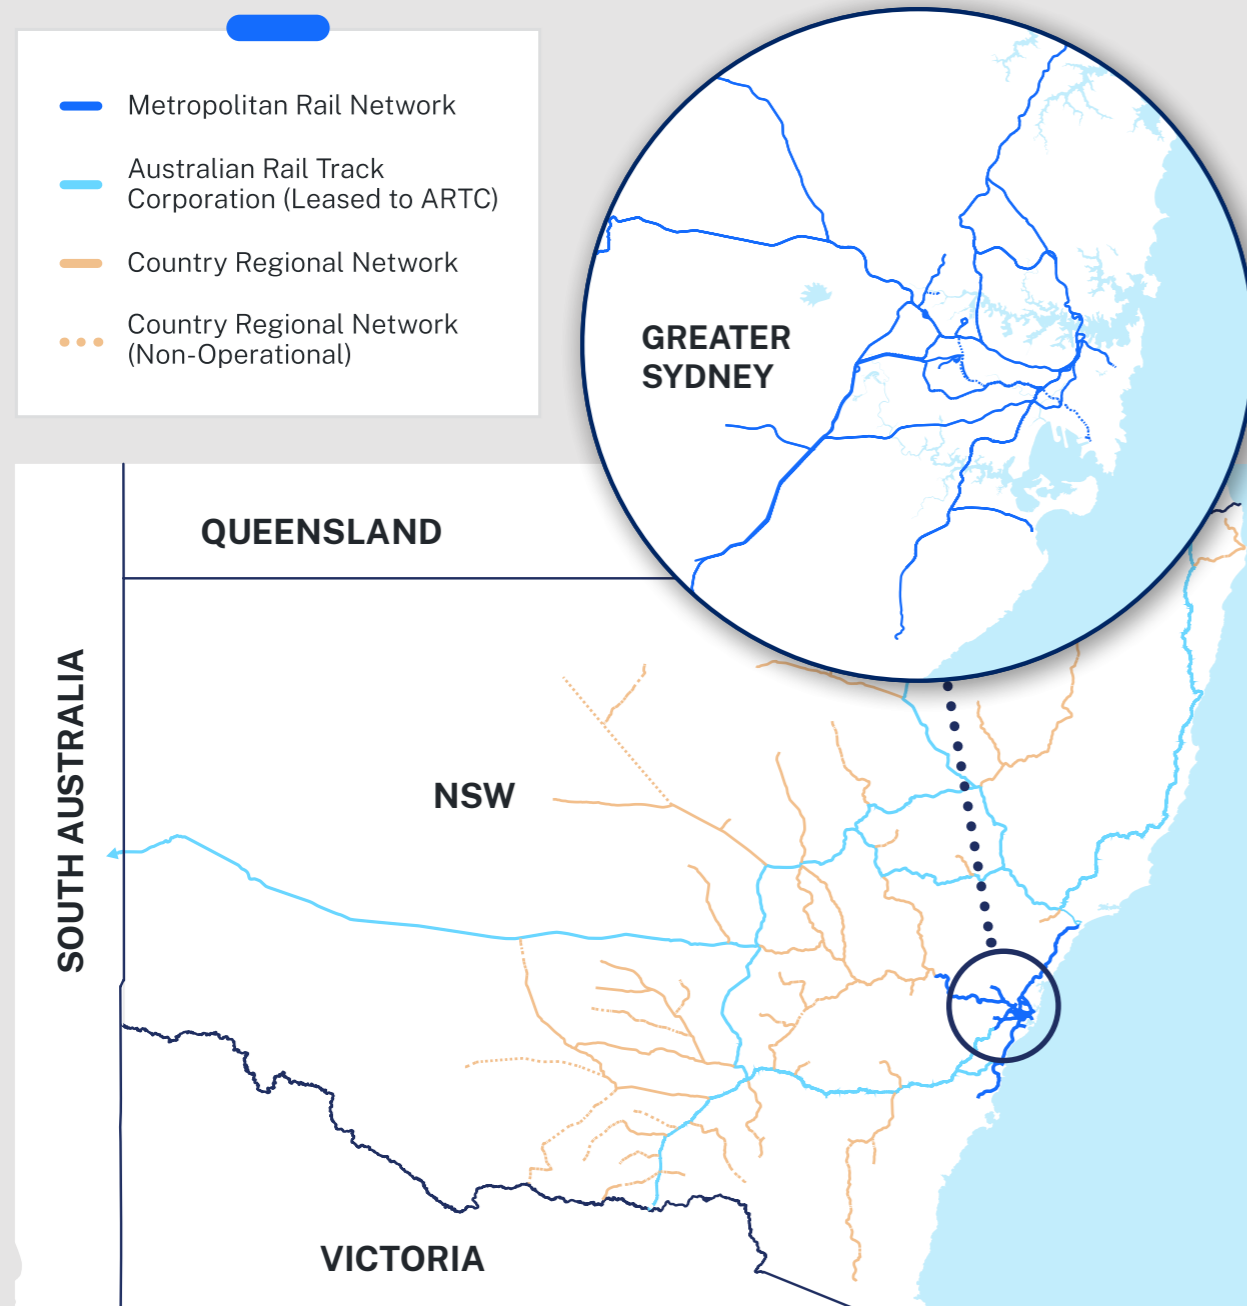 Metropolitan Rail Network
Australian Rail Track
Corporation (Leased to ARTC)
Country Regional Network
Country Regional Network
(Non-Operational)
GREATER
SYDNEY
QUEENSLAND
SOUTH AUSTRALIA
NSW
VICTORIA